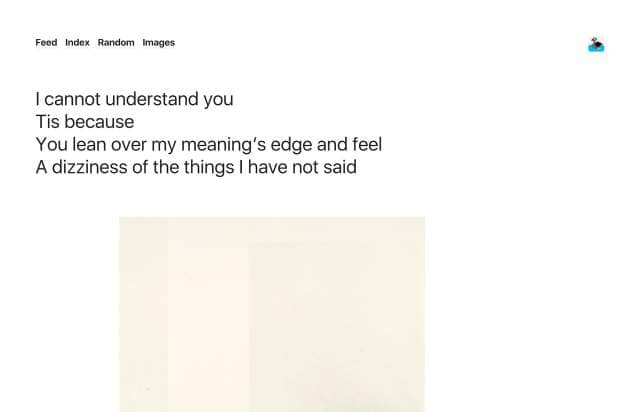 Feed Index Random Images
I cannot understand you
Tis because
You lean over my meaning’s edge and feel
A dizziness of the things I have not said